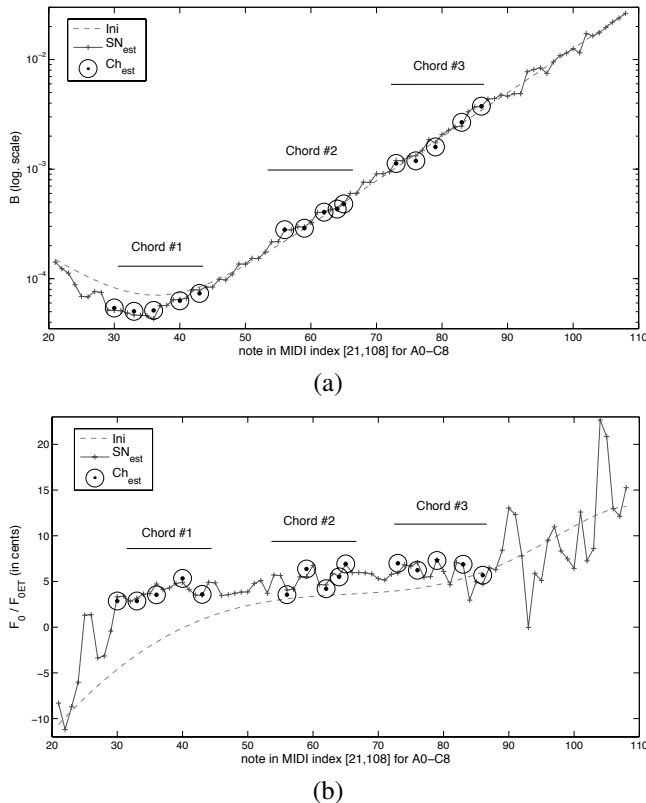 10⁻²
10⁻³
10⁻⁴
B (log. scale)
Ini
SN_est
Ch_est
Chord #3
Chord #2
Chord #1
20 30 40 50 60 70 80 90 100 110
note in MIDI index [21,108] for A0−C8
(a)
20
15
10
5
0
−5
−10
F₀ / F₀ET (in cents)
Ini
SN_est
Ch_est
Chord #3
Chord #2
Chord #1
20 30 40 50 60 70 80 90 100 110
note in MIDI index [21,108] for A0−C8
(b)